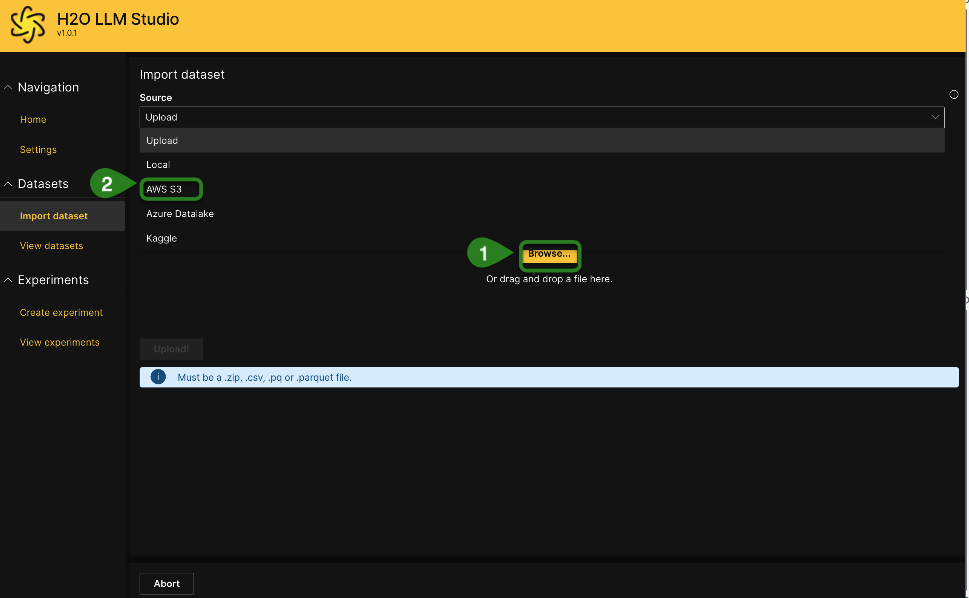 H2O LLM Studio
v1.0.1
Navigation
Home
Settings
Datasets
Import dataset
View datasets
Experiments
Create experiment
View experiments
Import dataset
Source
Upload
Upload
Local
2
AWS S3
Azure Datalake
Kaggle
1
Browse...
Or drag and drop a file here.
Upload!
i Must be a .zip, .csv, .pq or .parquet file.
Abort